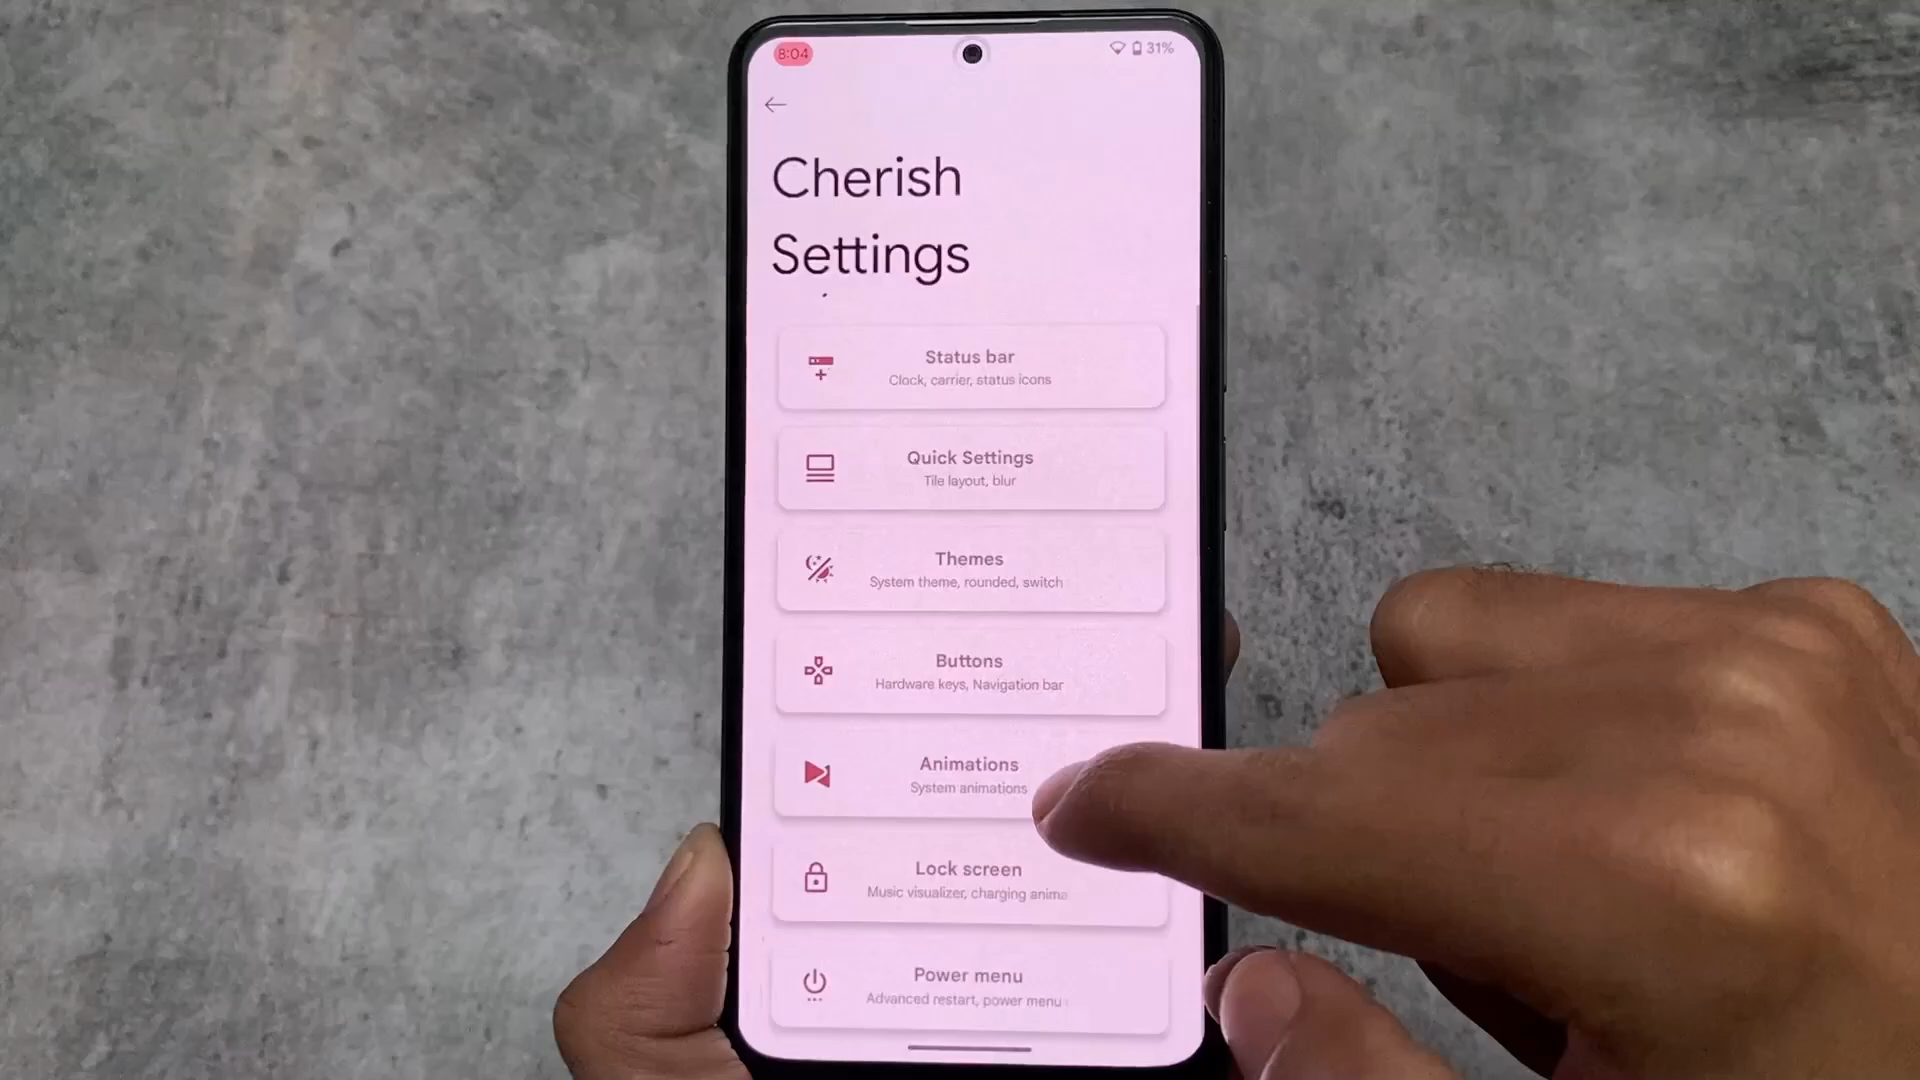 8:04
31%
Cherish
Settings
Status bar
Clock, carrier, status icons
Quick Settings
Tile layout, blur
Themes
System theme, rounded, switch
Buttons
Hardware keys, Navigation bar
Animations
System animations
Lock screen
Music visualizer, charging anima
Power menu
Advanced restart, power menu